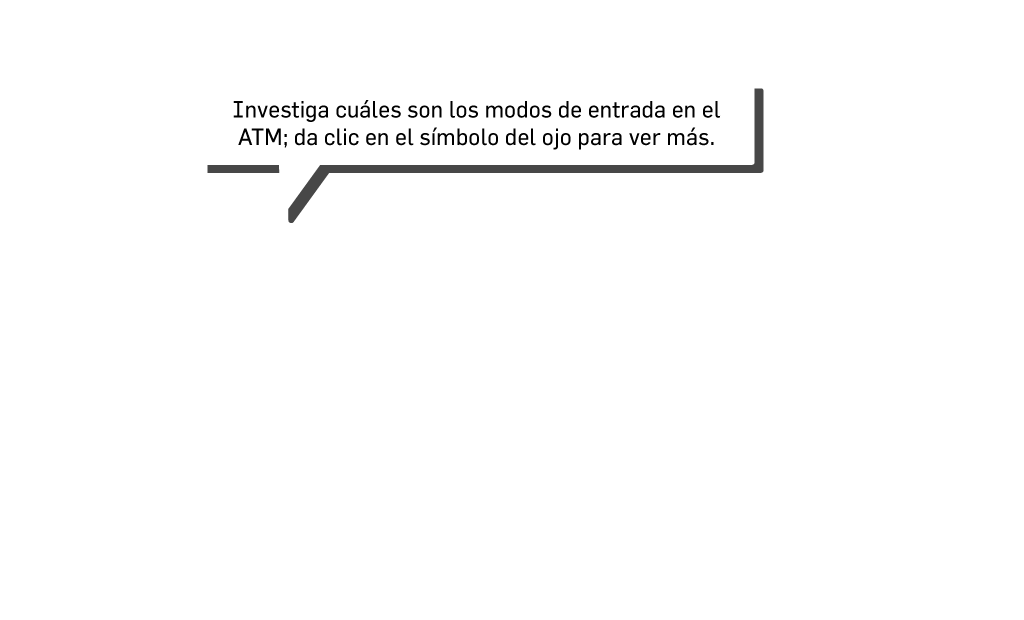 Investiga cuáles son los modos de entrada en el
ATM; da clic en el símbolo del ojo para ver más.